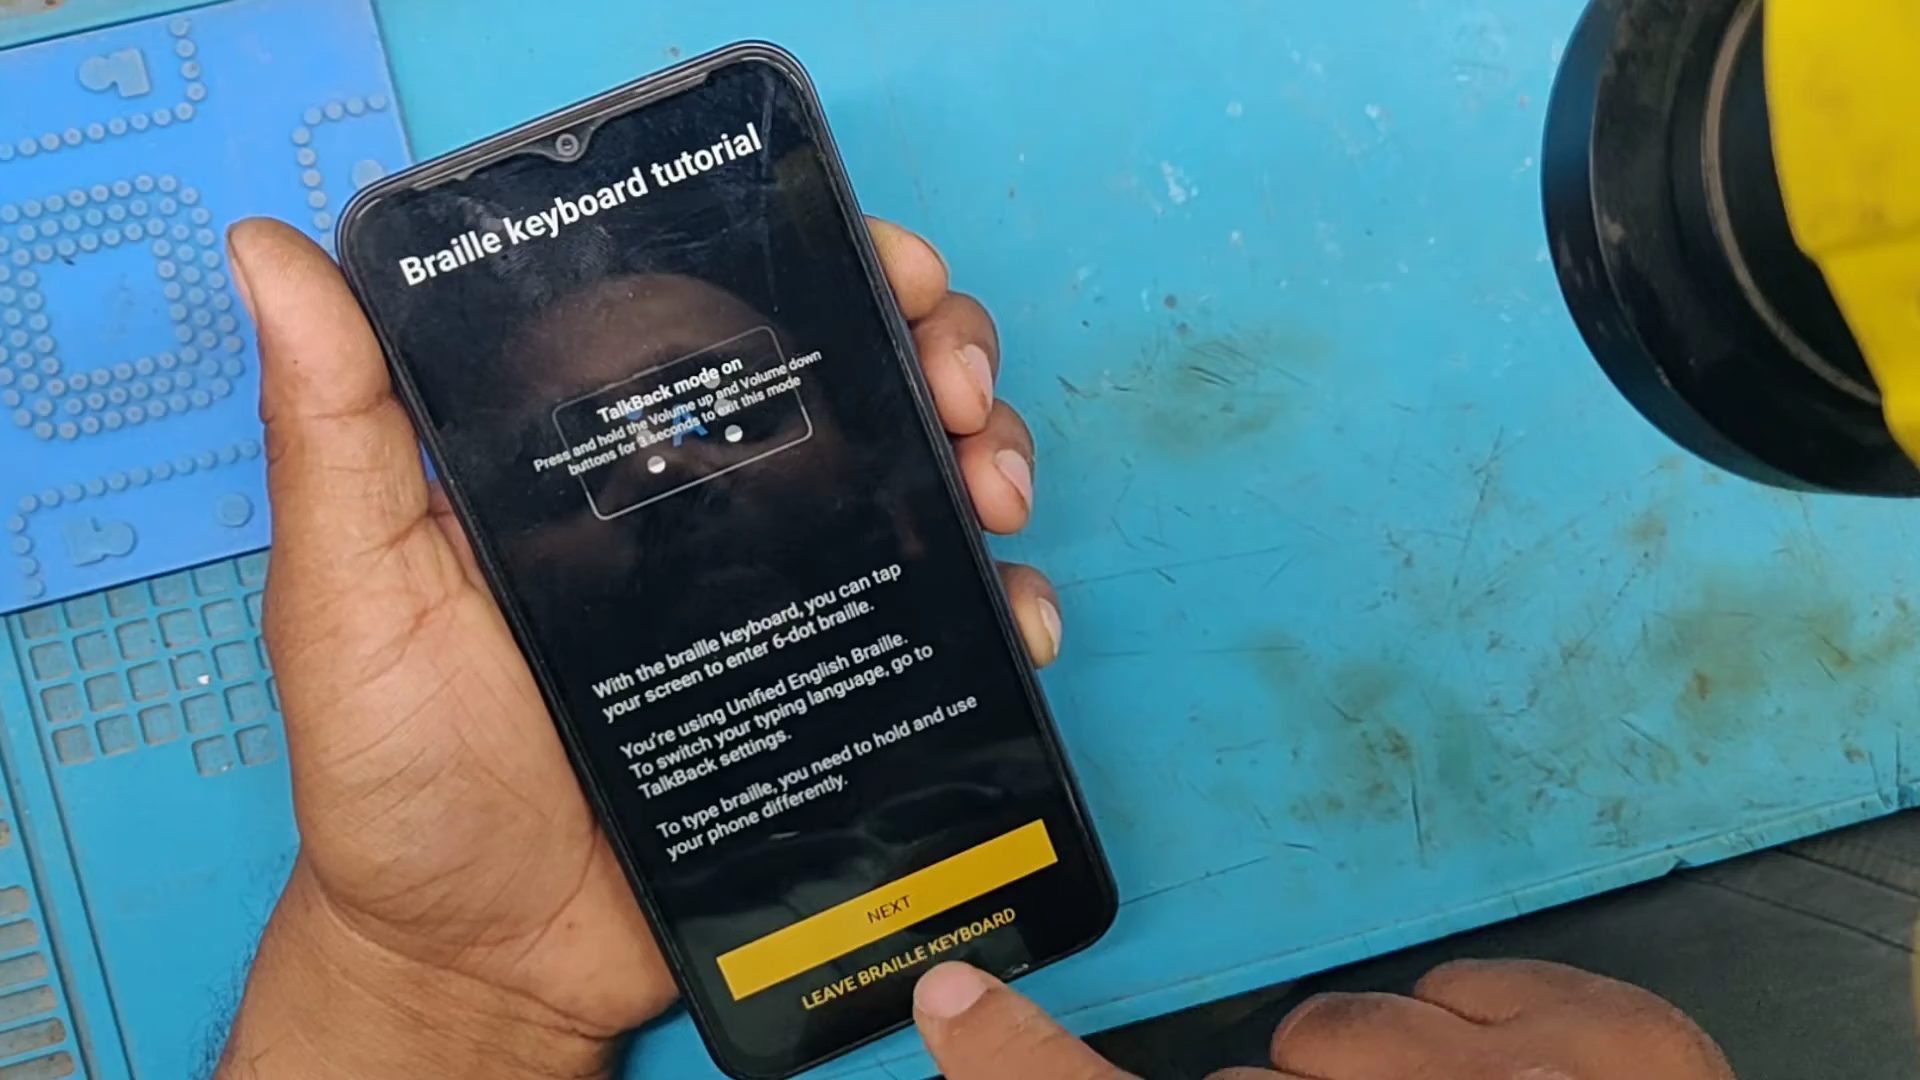 Braille keyboard tutorial
TalkBack mode on
Press and hold the Volume up and Volume down
buttons for 3 seconds to exit this mode
A
With the braille keyboard, you can tap
your screen to enter 6-dot braille.
You're using Unified English Braille.
To switch your typing language, go to
TalkBack settings.
To type braille, you need to hold and use
your phone differently.
NEXT
LEAVE BRAILLE KEYBOARD